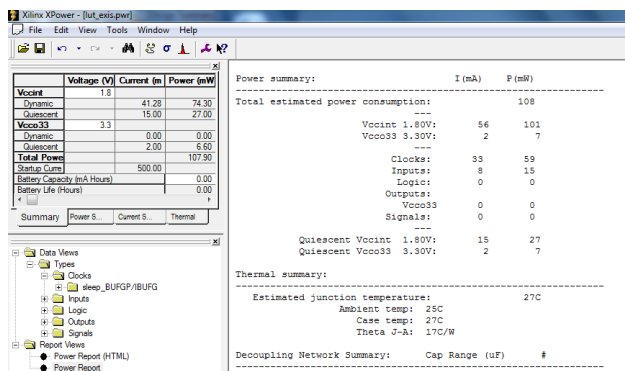 Xilinx XPower - [lut_exis.pwr]
File Edit View Tools Window Help
Voltage (V) Current (m Power (mW
Vccint 1.8
Dynamic 41.28 74.30
Quiescent 15.00 27.00
Vcco33 3.3
Dynamic 0.00 0.00
Quiescent 2.00 6.60
Total Powe 107.90
Startup Curre 500.00
Battery Capacity (mA Hours) 0.00
Battery Life (Hours) 0.00
Summary Power S... Current S... Thermal
Data Views
Types
Clocks
sleep_BUFGP/IBUFG
Inputs
Logic
Outputs
Signals
Report Views
Power Report (HTML)
Power Report
Power summary: I(mA) P(mW)
--------------------------------------------------------------
Total estimated power consumption: 108
---
Vccint 1.80V: 56 101
Vcco33 3.30V: 2 7
---
Clocks: 33 59
Inputs: 8 15
Logic: 0 0
Outputs:
Vcco33 0 0
Signals: 0 0
---
Quiescent Vccint 1.80V: 15 27
Quiescent Vcco33 3.30V: 2 7
Thermal summary:
--------------------------------------------------------------
Estimated junction temperature: 27C
Ambient temp: 25C
Case temp: 27C
Theta J-A: 17C/W
Decoupling Network Summary: Cap Range (uF) #
--------------------------------------------------------------